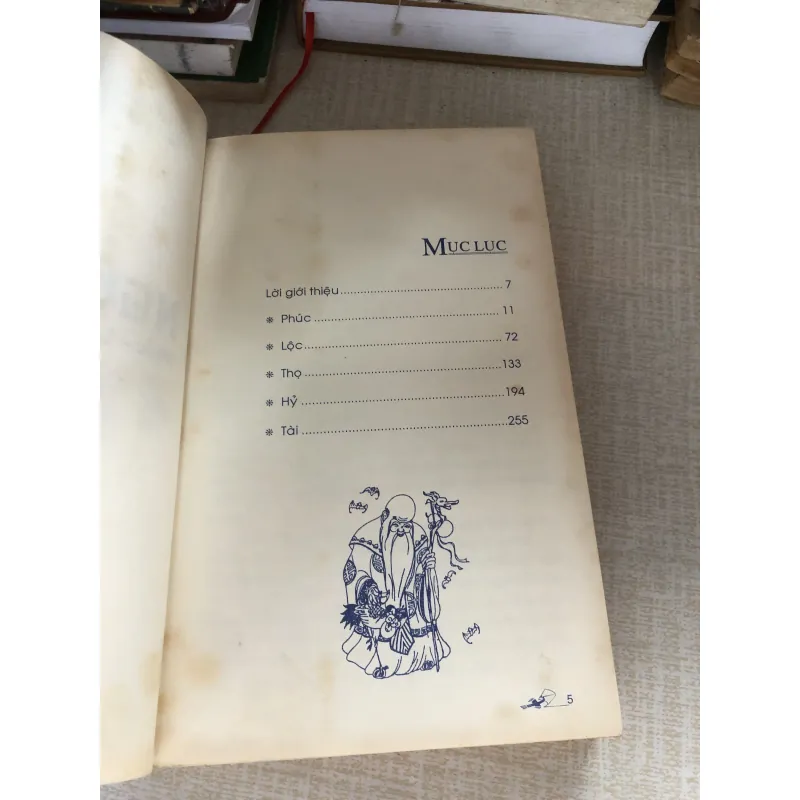 MỤC LỤC
Lời giới thiệu................................................7
❋ Phúc........................................................11
❋ Lộc...........................................................72
❋ Thọ..........................................................133
❋ Hỷ............................................................194
❋ Tài............................................................255
5